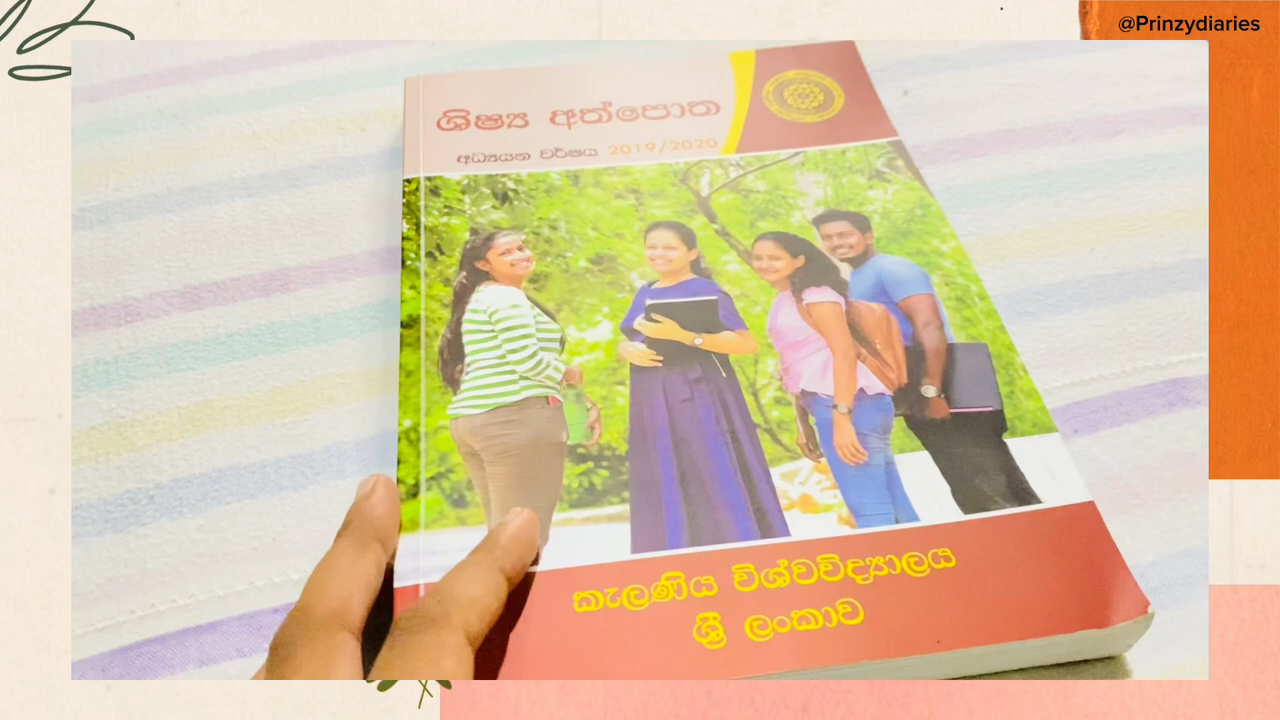 @Prinzydiaries
ශිෂ්‍ය අත්පොත
අධ්‍යයන වර්ෂය 2019/2020
කැලණිය විශ්වවිද්‍යාලය
ශ්‍රී ලංකාව